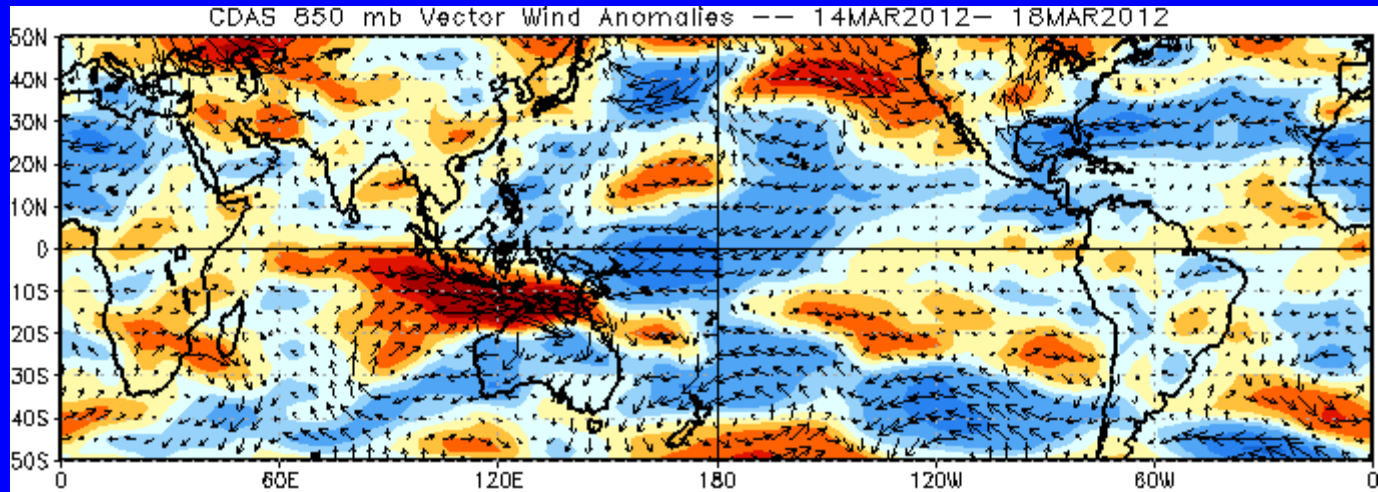 CDAS 850 mb Vector Wind Anomalies -- 14MAR2012- 18MAR2012
50N
40N
30N
20N
10N
0
10S
20S
30S
40S
50S
0 60E 120E 180 120W 60W 0